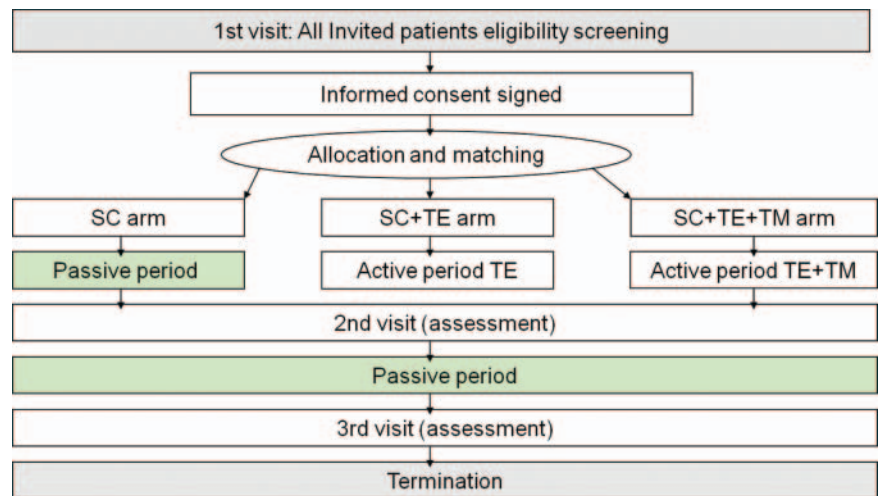 1st visit: All Invited patients eligibility screening
Informed consent signed
Allocation and matching
SC arm
SC+TE arm
SC+TE+TM arm
Passive period
Active period TE
Active period TE+TM
2nd visit (assessment)
Passive period
3rd visit (assessment)
Termination